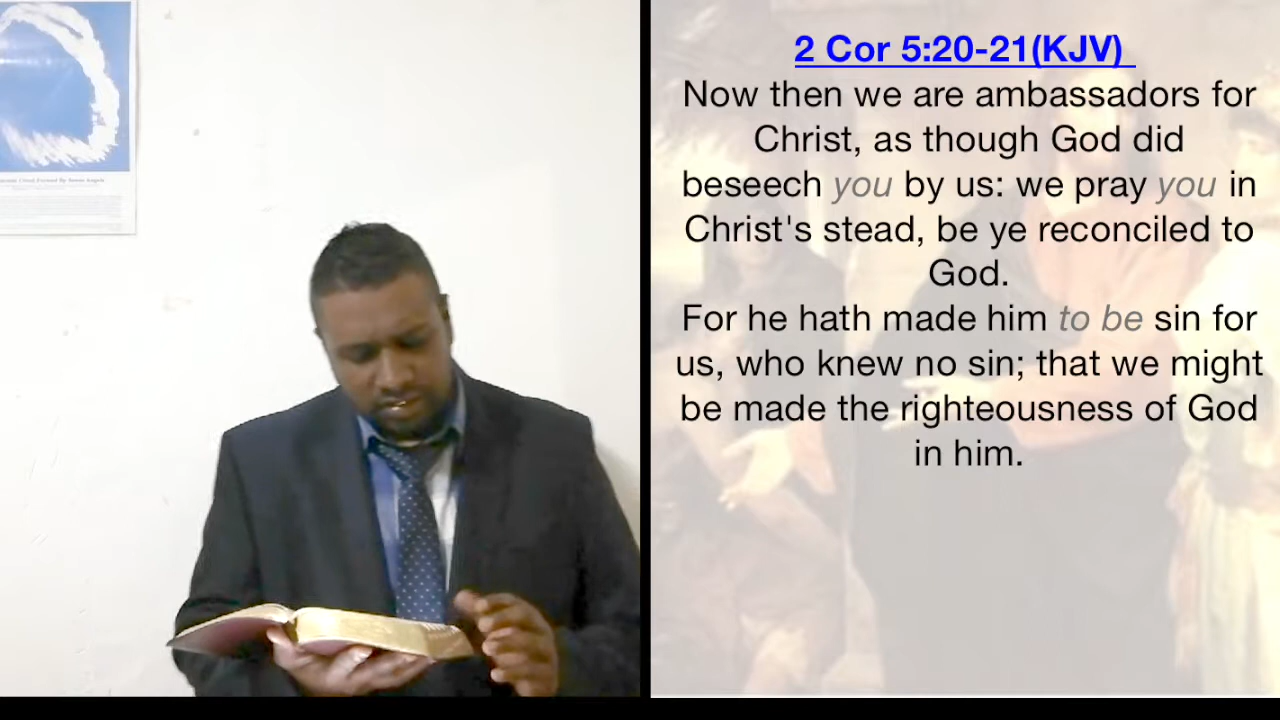 2 Cor 5:20-21(KJV)
Now then we are ambassadors for
Christ, as though God did
beseech you by us: we pray you in
Christ's stead, be ye reconciled to
God.
For he hath made him to be sin for
us, who knew no sin; that we might
be made the righteousness of God
in him.